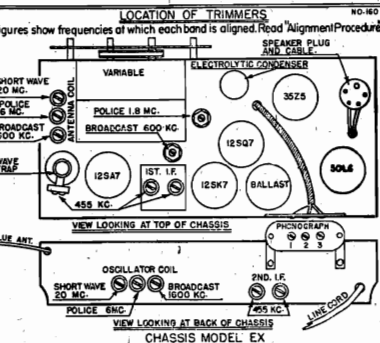 LOCATION OF TRIMMERS
NO-160
igures show frequencies at which each band is aligned. Read "Alignment Procedure
SPEAKER PLUG
AND CABLE.
ELECTROLYTIC CONDENSER
VARIABLE
35Z5
SHORT WAVE
20 MC.
POLICE
6 MC.
BROADCAST
600 KC.
ANTENNA COIL
POLICE 1.8 MC.
BROADCAST 600 KC.
12SQ7
50L6
WAVE
TRAP
12SA7
1ST. I.F.
12SK7
BALLAST
455 KC.
VIEW LOOKING AT TOP OF CHASSIS
PHONOGRAPH
1 2 3
LUE ANT.
OSCILLATOR COIL
2ND. I.F.
SHORT WAVE
20 MC.
BROADCAST
1600 KC.
POLICE 6MC.
455 KC.
LINE CORD
VIEW LOOKING AT BACK OF CHASSIS
CHASSIS MODEL EX